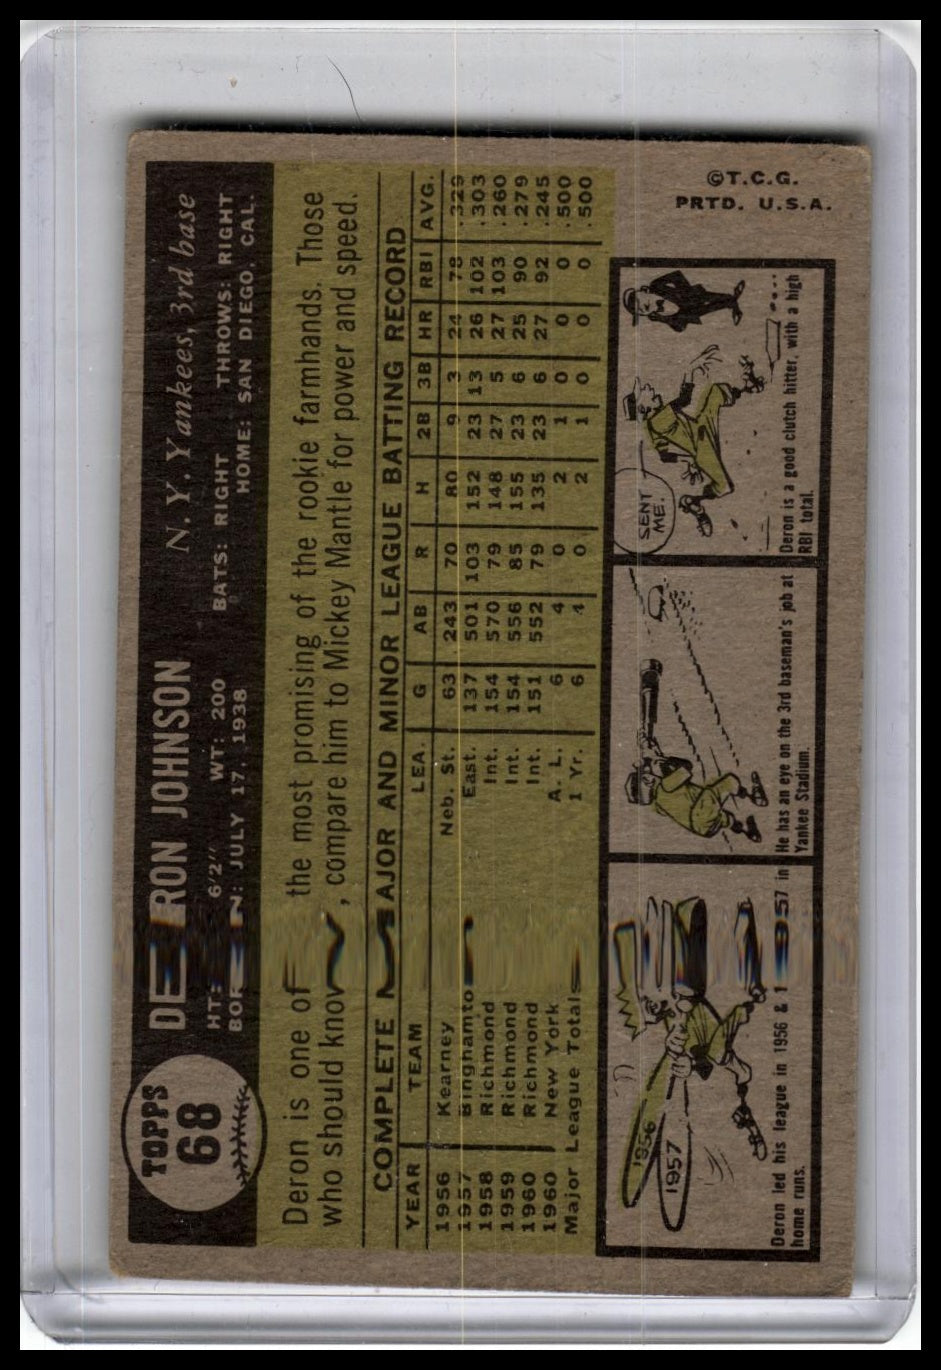 TOPPS
68
DERON JOHNSON
N. Y. Yankees, 3rd base
HT: 6'2" WT: 200 BATS: RIGHT THROWS: RIGHT
BORN: JULY 17, 1938 HOME: SAN DIEGO, CAL.
Deron is one of the most promising of the rookie farmhands. Those
who should know, compare him to Mickey Mantle for power and speed.
COMPLETE MAJOR AND MINOR LEAGUE BATTING RECORD
YEAR TEAM LEA. G AB R H 2B 3B HR RBI AVG.
1956 Kearney Neb. St. 63 243 70 80 9 3 24 78 .329
1957 Binghamton East. 137 501 103 152 23 13 26 102 .303
1958 Richmond Int. 154 570 79 148 27 5 27 103 .260
1959 Richmond Int. 154 556 85 155 23 6 25 90 .279
1960 Richmond Int. 151 552 79 135 23 6 27 92 .245
1960 New York A. L. 6 4 0 2 1 0 0 0 .500
Major League Totals 1 Yr. 6 4 0 2 1 0 0 0 .500
1956
1957
Deron led his league in 1956 & 1957 in
home runs.
He has an eye on the 3rd baseman's job at
Yankee Stadium.
SENT
ME.
Deron is a good clutch hitter, with a high
RBI total.
©T.C.G.
PRTD. U.S.A.